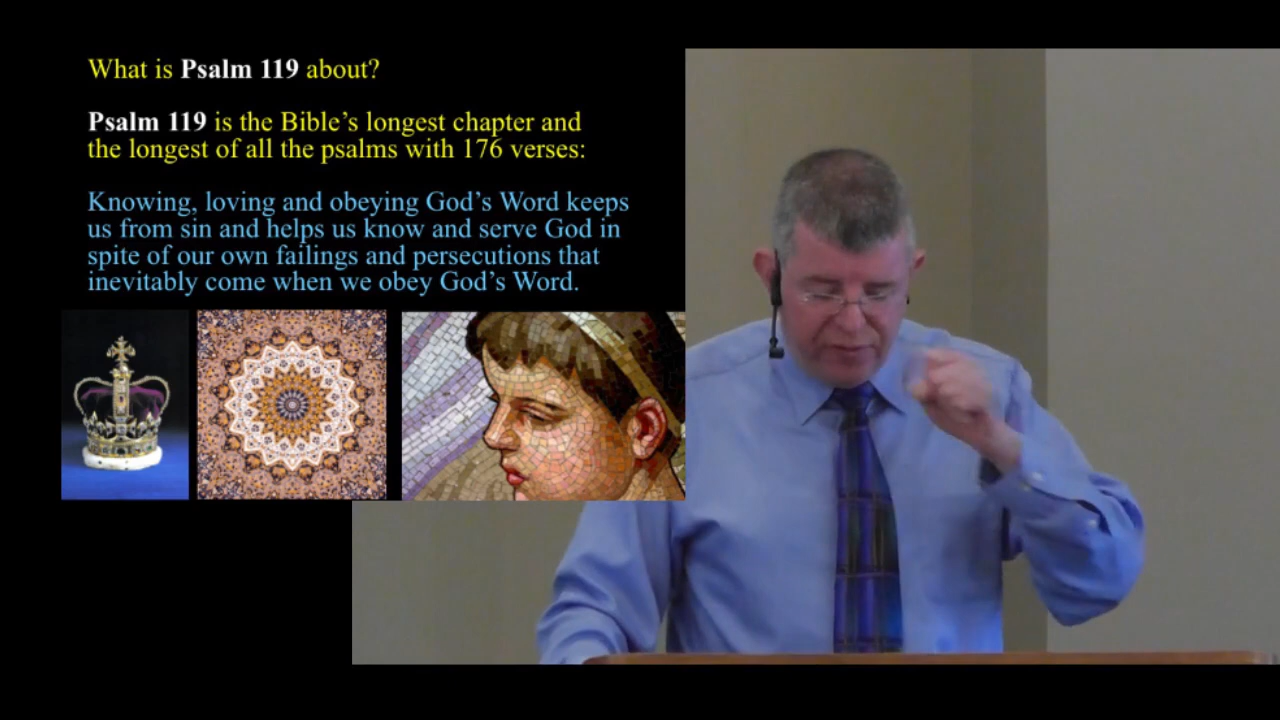 What is Psalm 119 about?
Psalm 119 is the Bible’s longest chapter and
the longest of all the psalms with 176 verses:
Knowing, loving and obeying God’s Word keeps
us from sin and helps us know and serve God in
spite of our own failings and persecutions that
inevitably come when we obey God’s Word.